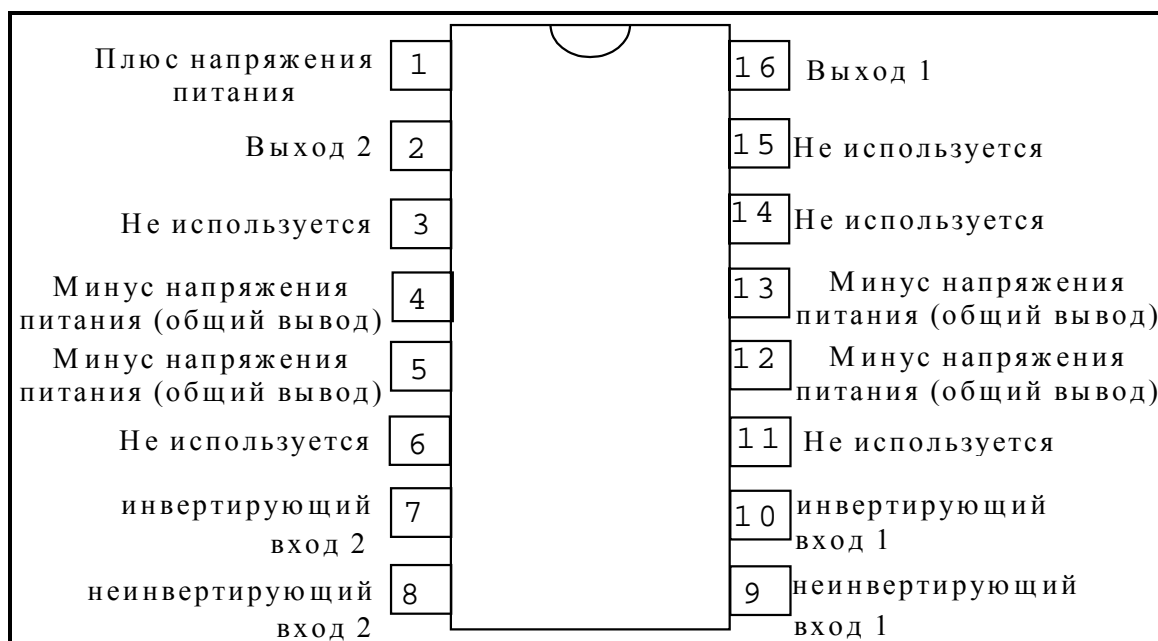 Плюс напряжения
питания
1
16
Выход 1
Выход 2
2
15
Не используется
Не используется
3
14
Не используется
Минус напряжения
питания (общий вывод)
4
13
Минус напряжения
питания (общий вывод)
Минус напряжения
питания (общий вывод)
5
12
Минус напряжения
питания (общий вывод)
Не используется
6
11
Не используется
инвертирующий
вход 2
7
10
инвертирующий
вход 1
неинвертирующий
вход 2
8
9
неинвертирующий
вход 1